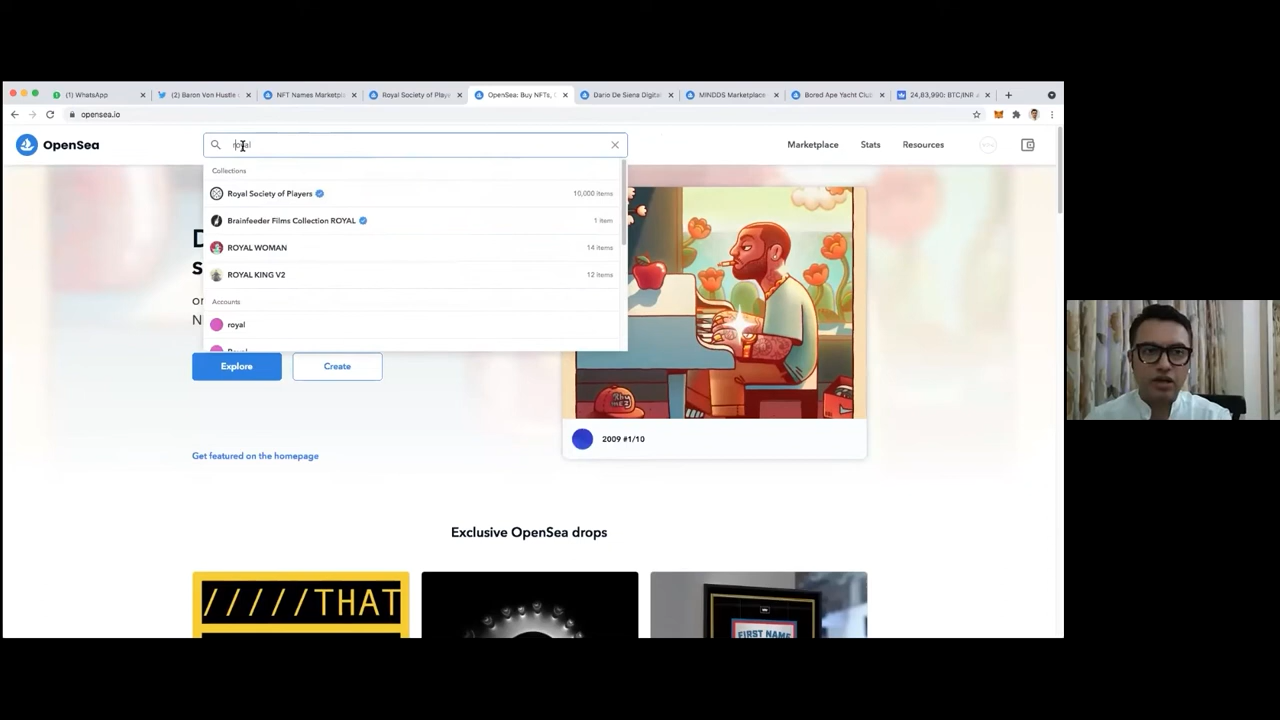 (1) WhatsApp
(2) Baron Von Hustle
NFT Names Marketpl
Royal Society of Playe
OpenSea: Buy NFTs,
Dario De Siena Digital
MINDDS Marketplace
Bored Ape Yacht Clu
24,83,990: BTC/INR
opensea.io
OpenSea
royal
Marketplace
Stats
Resources
Collections
Royal Society of Players
10,000 items
Brainfeeder Films Collection ROYAL
1 item
ROYAL WOMAN
14 items
ROYAL KING V2
12 items
Accounts
royal
Explore
Create
2009 #1/10
Get featured on the homepage
Exclusive OpenSea drops
/////THAT
FIRST NAME